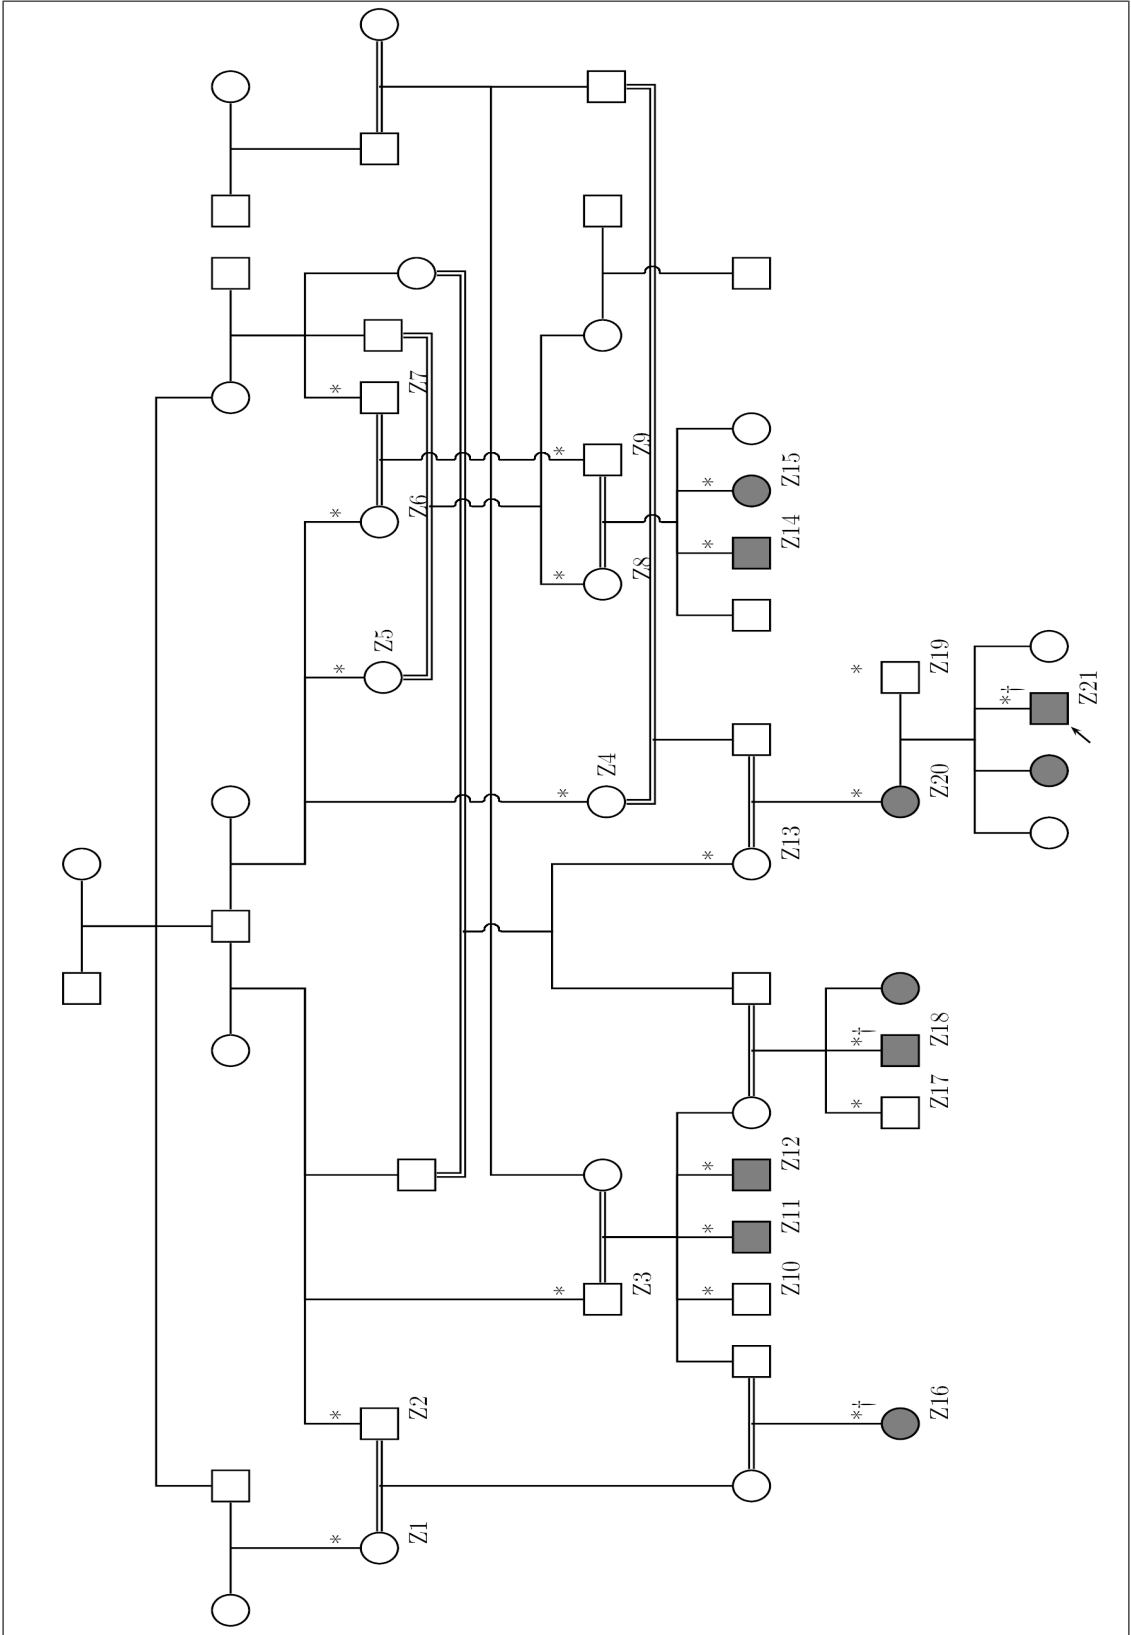 * * * * *
Z5
Z1 Z2 Z6 Z7
* * * *
Z4
Z3 Z8 Z9
* * * * * *
Z10 Z11 Z12 Z13 Z14 Z15
*† * *† * *
Z16 Z17 Z18 Z20 Z19
*†
Z21